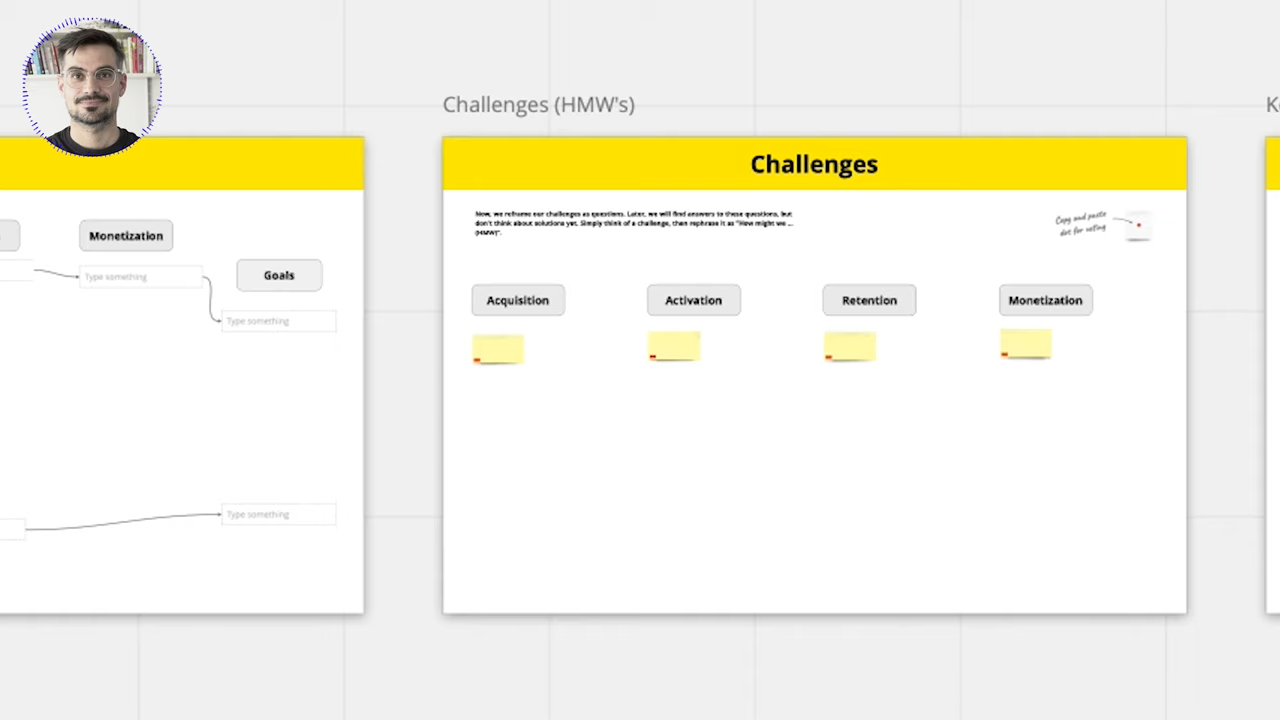 Challenges (HMW's)
K
Challenges
Now, we reframe our challenges as questions. Later, we will find answers to these questions, but
don't think about solutions yet. Simply think of a challenge, then rephrase it as "How might we ...
(HMW)".
Copy and paste
dot for voting
Monetization
Type something
Goals
Type something
Type something
Acquisition
Activation
Retention
Monetization